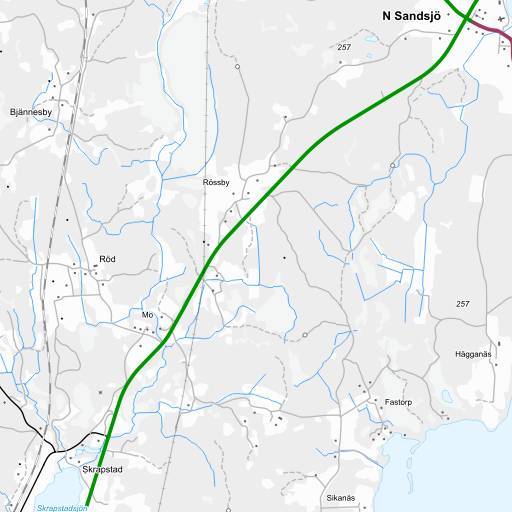 N Sandsjö
257
Bjännesby
Rössby
Röd
257
Mo
Hägganäs
Fastorp
Skrapstad
Sikanäs
Skrapstadsjön